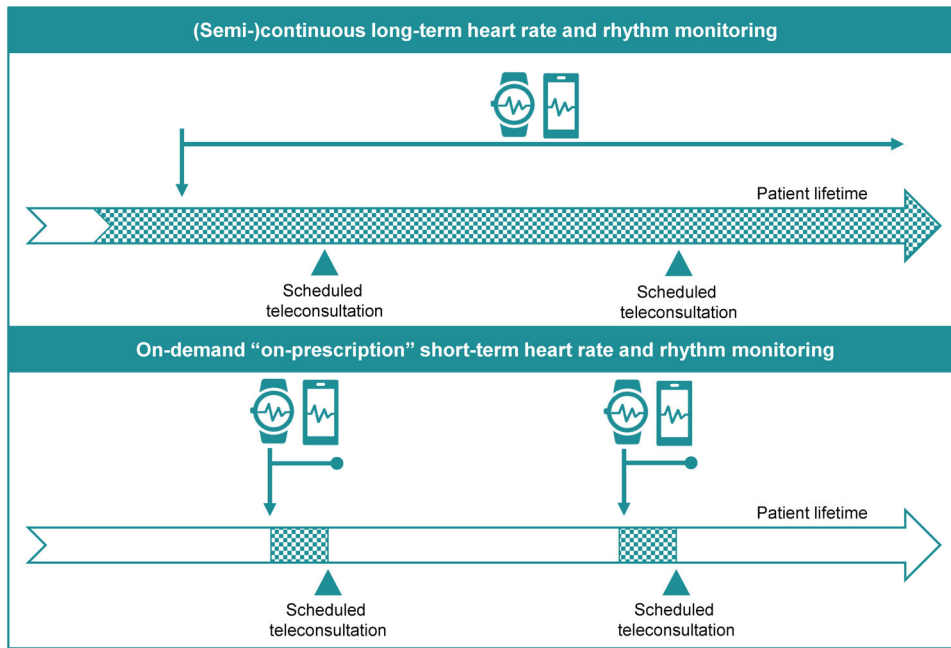 (Semi-)continuous long-term heart rate and rhythm monitoring
Patient lifetime
Scheduled
teleconsultation
Scheduled
teleconsultation
On-demand “on-prescription” short-term heart rate and rhythm monitoring
Patient lifetime
Scheduled
teleconsultation
Scheduled
teleconsultation